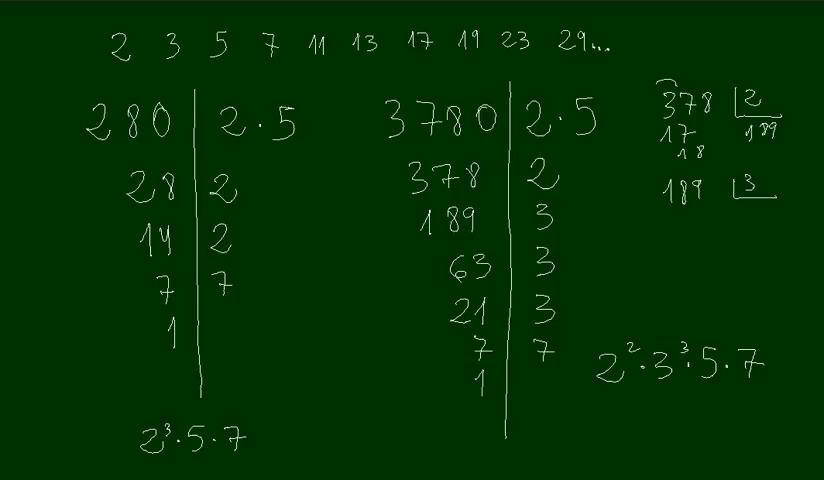 2 3 5 7 11 13 17 19 23 29...
280 | 2·5
28 | 2
14 | 2
7 | 7
1
2³·5·7
3780 | 2·5
378 | 2
189 | 3
63 | 3
21 | 3
7 | 7
1
378 |2
17 189
18
189 |3
2²·3³·5·7